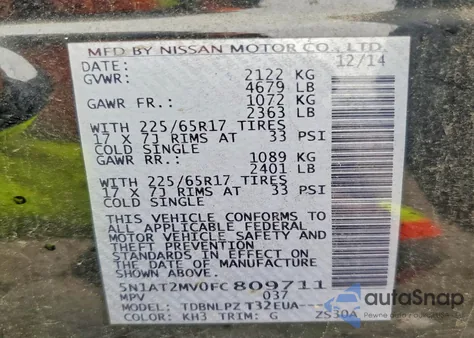 MFD BY NISSAN MOTOR CO., LTD.
DATE: 12/14
GVWR: 2122 KG
4679 LB
GAWR FR.: 1072 KG
2363 LB
WITH 225/65R17 TIRES
17 X 7J RIMS AT 33 PSI
COLD SINGLE
GAWR RR.: 1089 KG
2401 LB
WITH 225/65R17 TIRES
17 X 7J RIMS AT 33 PSI
COLD SINGLE
THIS VEHICLE CONFORMS TO
ALL APPLICABLE FEDERAL
MOTOR VEHICLE SAFETY AND
THEFT PREVENTION
STANDARDS IN EFFECT ON
THE DATE OF MANUFACTURE
SHOWN ABOVE.
5N1AT2MV0FC809711
MPV 037
MODEL: TDBNLPZ T32EUA---
COLOR: KH3 TRIM: G ZS30A
autoSnap